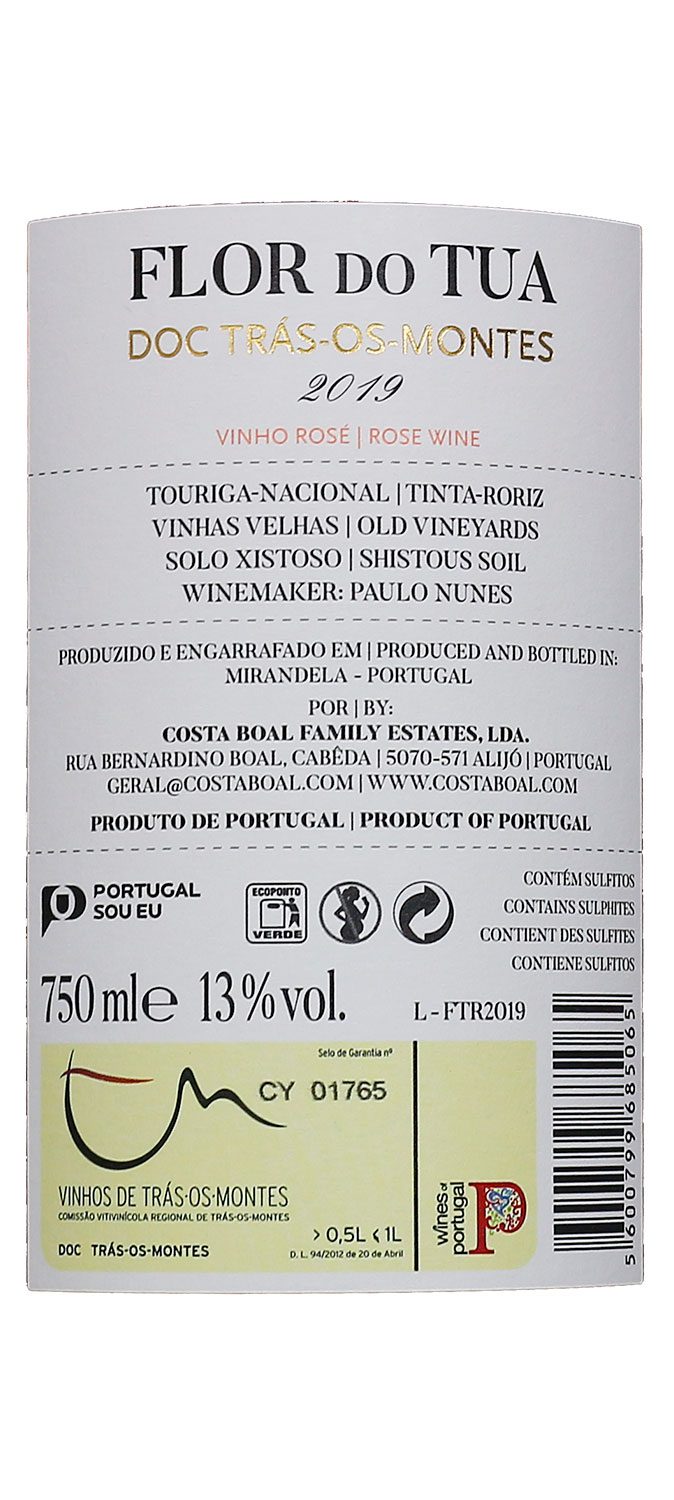 FLOR DO TUA
DOC TRÁS-OS-MONTES
2019
VINHO ROSÉ | ROSE WINE
TOURIGA-NACIONAL | TINTA-RORIZ
VINHAS VELHAS | OLD VINEYARDS
SOLO XISTOSO | SHISTOUS SOIL
WINEMAKER: PAULO NUNES
PRODUZIDO E ENGARRAFADO EM | PRODUCED AND BOTTLED IN:
MIRANDELA - PORTUGAL
POR | BY:
COSTA BOAL FAMILY ESTATES, LDA.
RUA BERNARDINO BOAL, CABÊDA | 5070-571 ALIJÓ | PORTUGAL
GERAL@COSTABOAL.COM | WWW.COSTABOAL.COM
PRODUTO DE PORTUGAL | PRODUCT OF PORTUGAL
PORTUGAL
SOU EU
ECOPONTO
VERDE
CONTÉM SULFITOS
CONTAINS SULPHITES
CONTIENT DES SULFITES
CONTIENE SULFITOS
750 ml e 13% vol.
L - FTR2019
Selo de Garantia nº
CY 01765
VINHOS DE TRÁS-OS-MONTES
COMISSÃO VITIVINÍCOLA REGIONAL DE TRÁS-OS-MONTES
> 0,5L < 1L
DOC TRÁS-OS-MONTES
D. L. 94/2012 de 20 de Abril
wines of
portugal
5600799685065